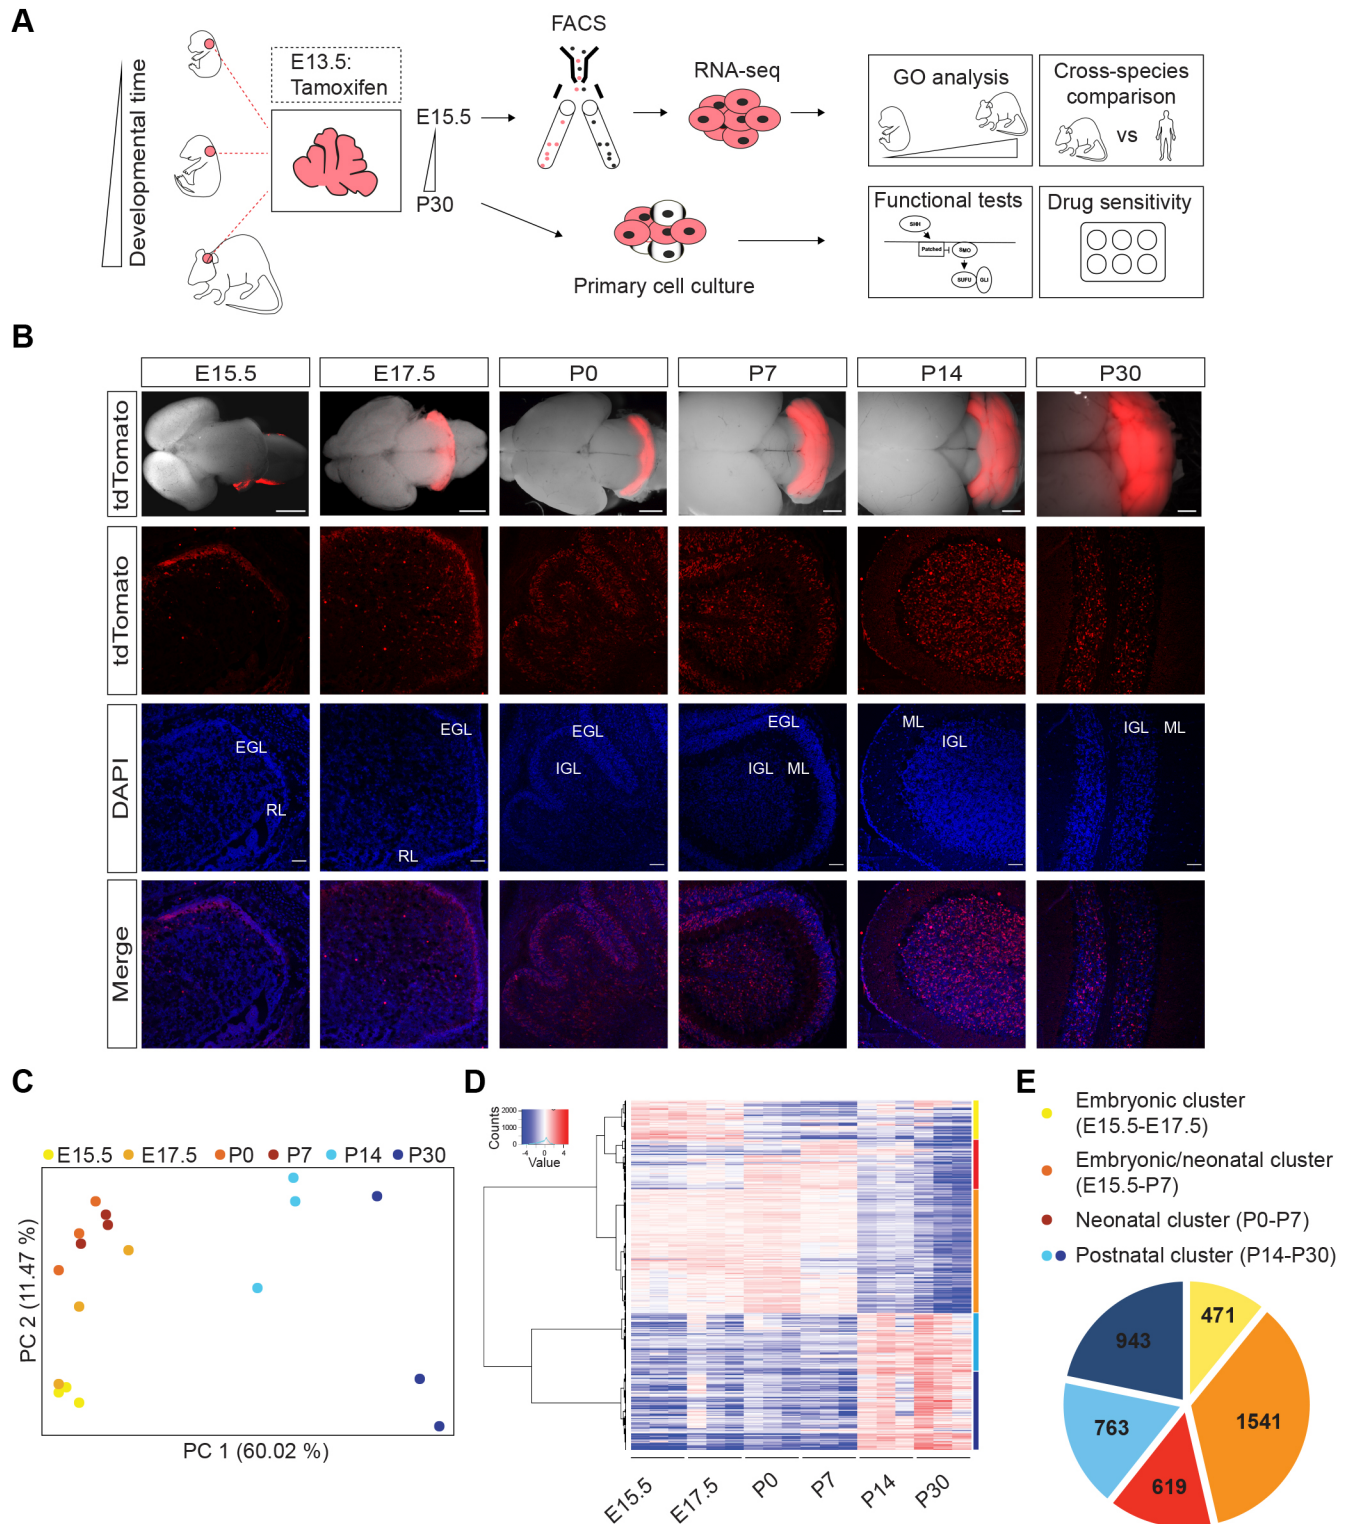 A
Developmental time
E13.5:
Tamoxifen
E15.5
P30
FACS
RNA-seq
Primary cell culture
GO analysis
Cross-species
comparison
vs
Functional tests
SHH
Patched
SMO
SUFU
GLI
Drug sensitivity
B
E15.5
E17.5
P0
P7
P14
P30
tdTomato
tdTomato
DAPI
EGL
RL
EGL
RL
EGL
IGL
EGL
IGL
ML
ML
IGL
IGL
ML
Merge
C
E15.5
E17.5
P0
P7
P14
P30
PC 2 (11.47 %)
PC 1 (60.02 %)
D
Counts
2000
1000
0
-4
0
4
Value
E15.5
E17.5
P0
P7
P14
P30
E
Embryonic cluster
(E15.5-E17.5)
Embryonic/neonatal cluster
(E15.5-P7)
Neonatal cluster (P0-P7)
Postnatal cluster (P14-P30)
943
471
763
1541
619